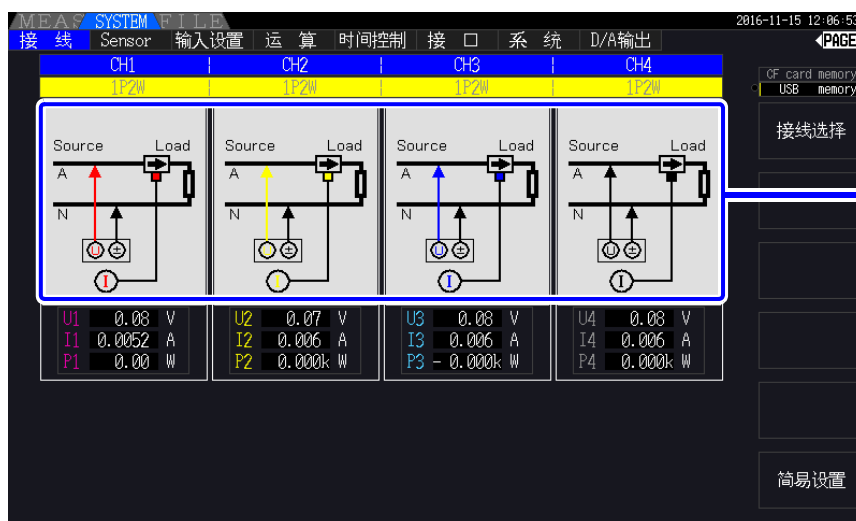 MEAS SYSTEM FILE 2016-11-15 12:06:53
接 线 Sensor 输入设置 运 算 时间控制 接 口 系 统 D/A输出 PAGE
CH1 CH2 CH3 CH4
1P2W 1P2W 1P2W 1P2W
CF card memory
USB memory
接线选择
Source Load Source Load Source Load Source Load
A A A A
N N N N
U ± U ± U ± U ±
I I I I
U1 0.08 V U2 0.07 V U3 0.08 V U4 0.08 V
I1 0.0052 A I2 0.006 A I3 0.006 A I4 0.006 A
P1 0.00 W P2 0.000k W P3 - 0.000k W P4 0.000k W
简易设置